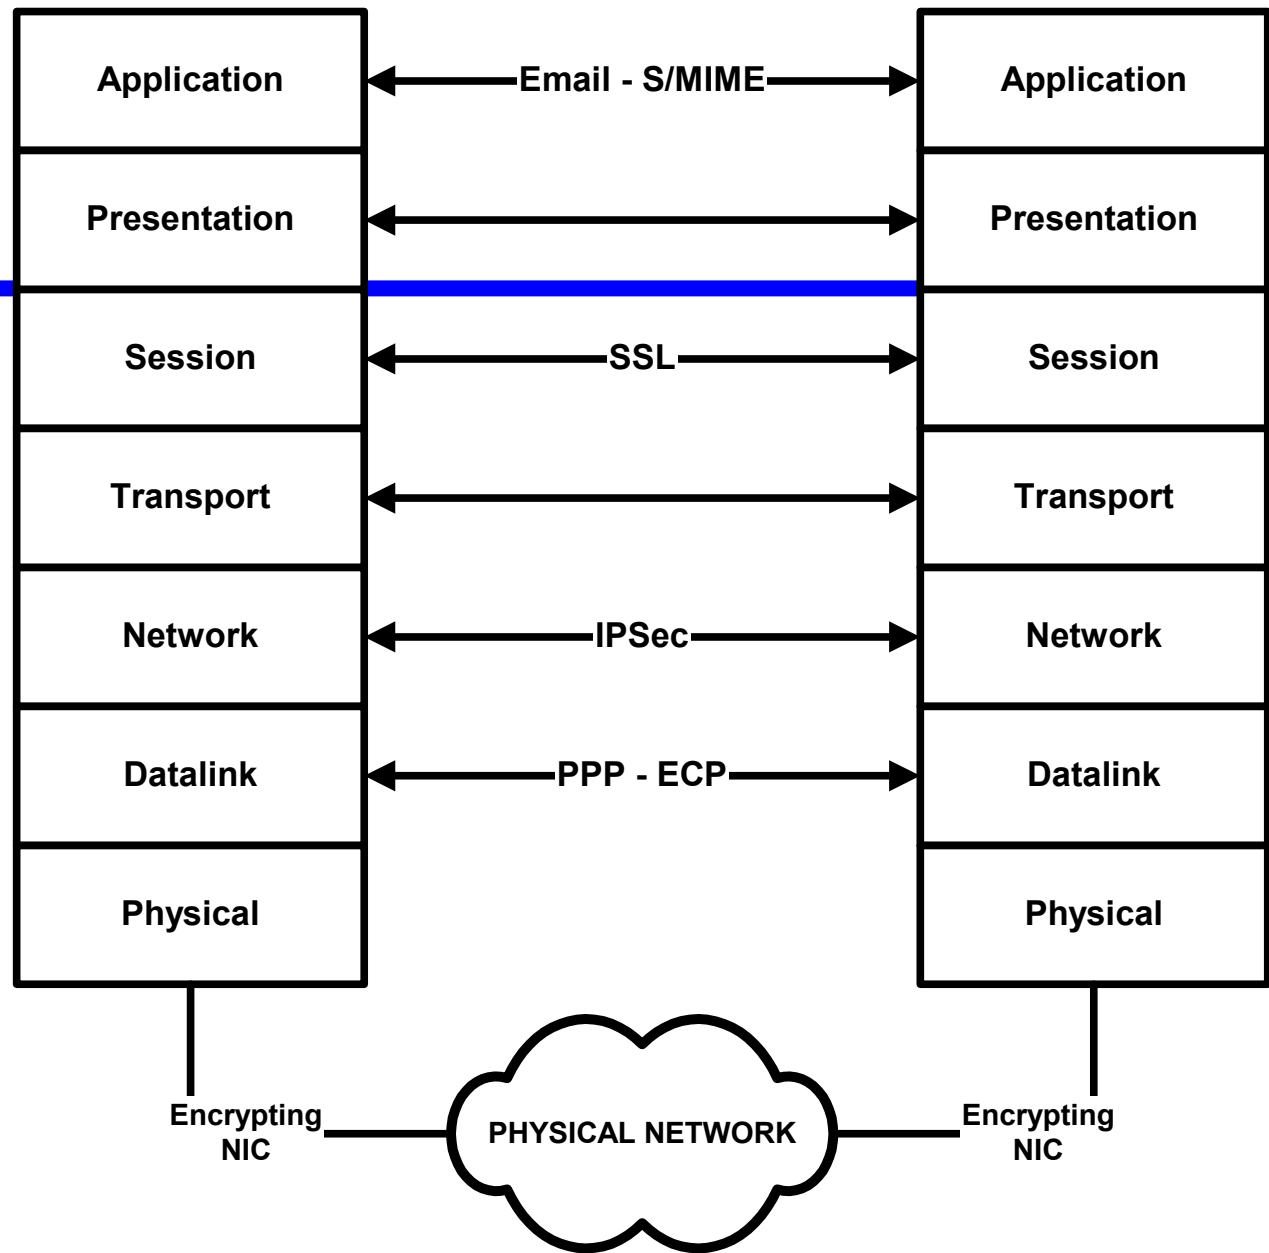 Application
Email - S/MIME
Application
Presentation
Presentation
Session
SSL
Session
Transport
Transport
Network
IPSec
Network
Datalink
PPP - ECP
Datalink
Physical
Physical
Encrypting
NIC
PHYSICAL NETWORK
Encrypting
NIC